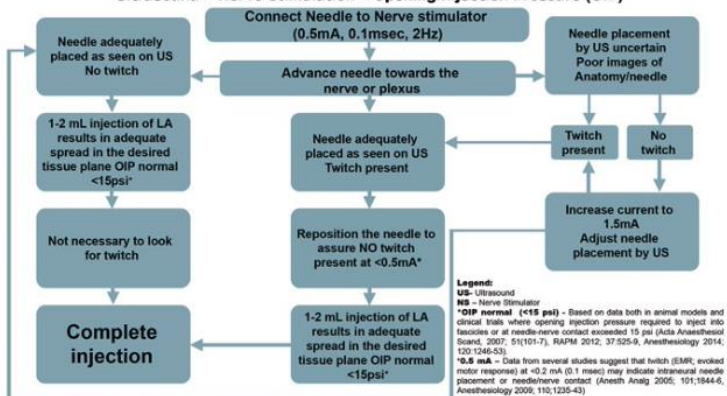 Connect Needle to Nerve stimulator
(0.5mA, 0.1msec, 2Hz)
Advance needle towards the
nerve or plexus
Needle adequately
placed as seen on US
No twitch
1-2 mL injection of LA
results in adequate
spread in the desired
tissue plane OIP normal
<15psi*
Not necessary to look
for twitch
Complete
injection
Needle adequately
placed as seen on US
Twitch present
Reposition the needle to
assure NO twitch
present at <0.5mA*
1-2 mL injection of LA
results in adequate
spread in the desired
tissue plane OIP normal
<15psi*
Needle placement
by US uncertain
Poor images of
Anatomy/needle
Twitch
present
No
twitch
Increase current to
1.5mA
Adjust needle
placement by US
Legend:
US- Ultrasound
NS – Nerve Stimulator
*OIP normal (<15 psi) - Based on data both in animal models and
clinical trials where opening injection pressure required to inject into
fascicles or at needle-nerve contact exceeded 15 psi (Acta Anaesthesiol
Scand, 2007; 51(101-7), RAPM 2012; 37:525-9, Anesthesiology 2014;
120:1246-53).
*0.5 mA – Data from several studies suggest that twitch (EMR; evoked
motor response) at <0.2 mA (0.1 msec) may indicate intraneural needle
placement or needle/nerve contact (Anesth Analg 2005; 101;1844-6,
Anesthesiology 2009; 110;1235-43)